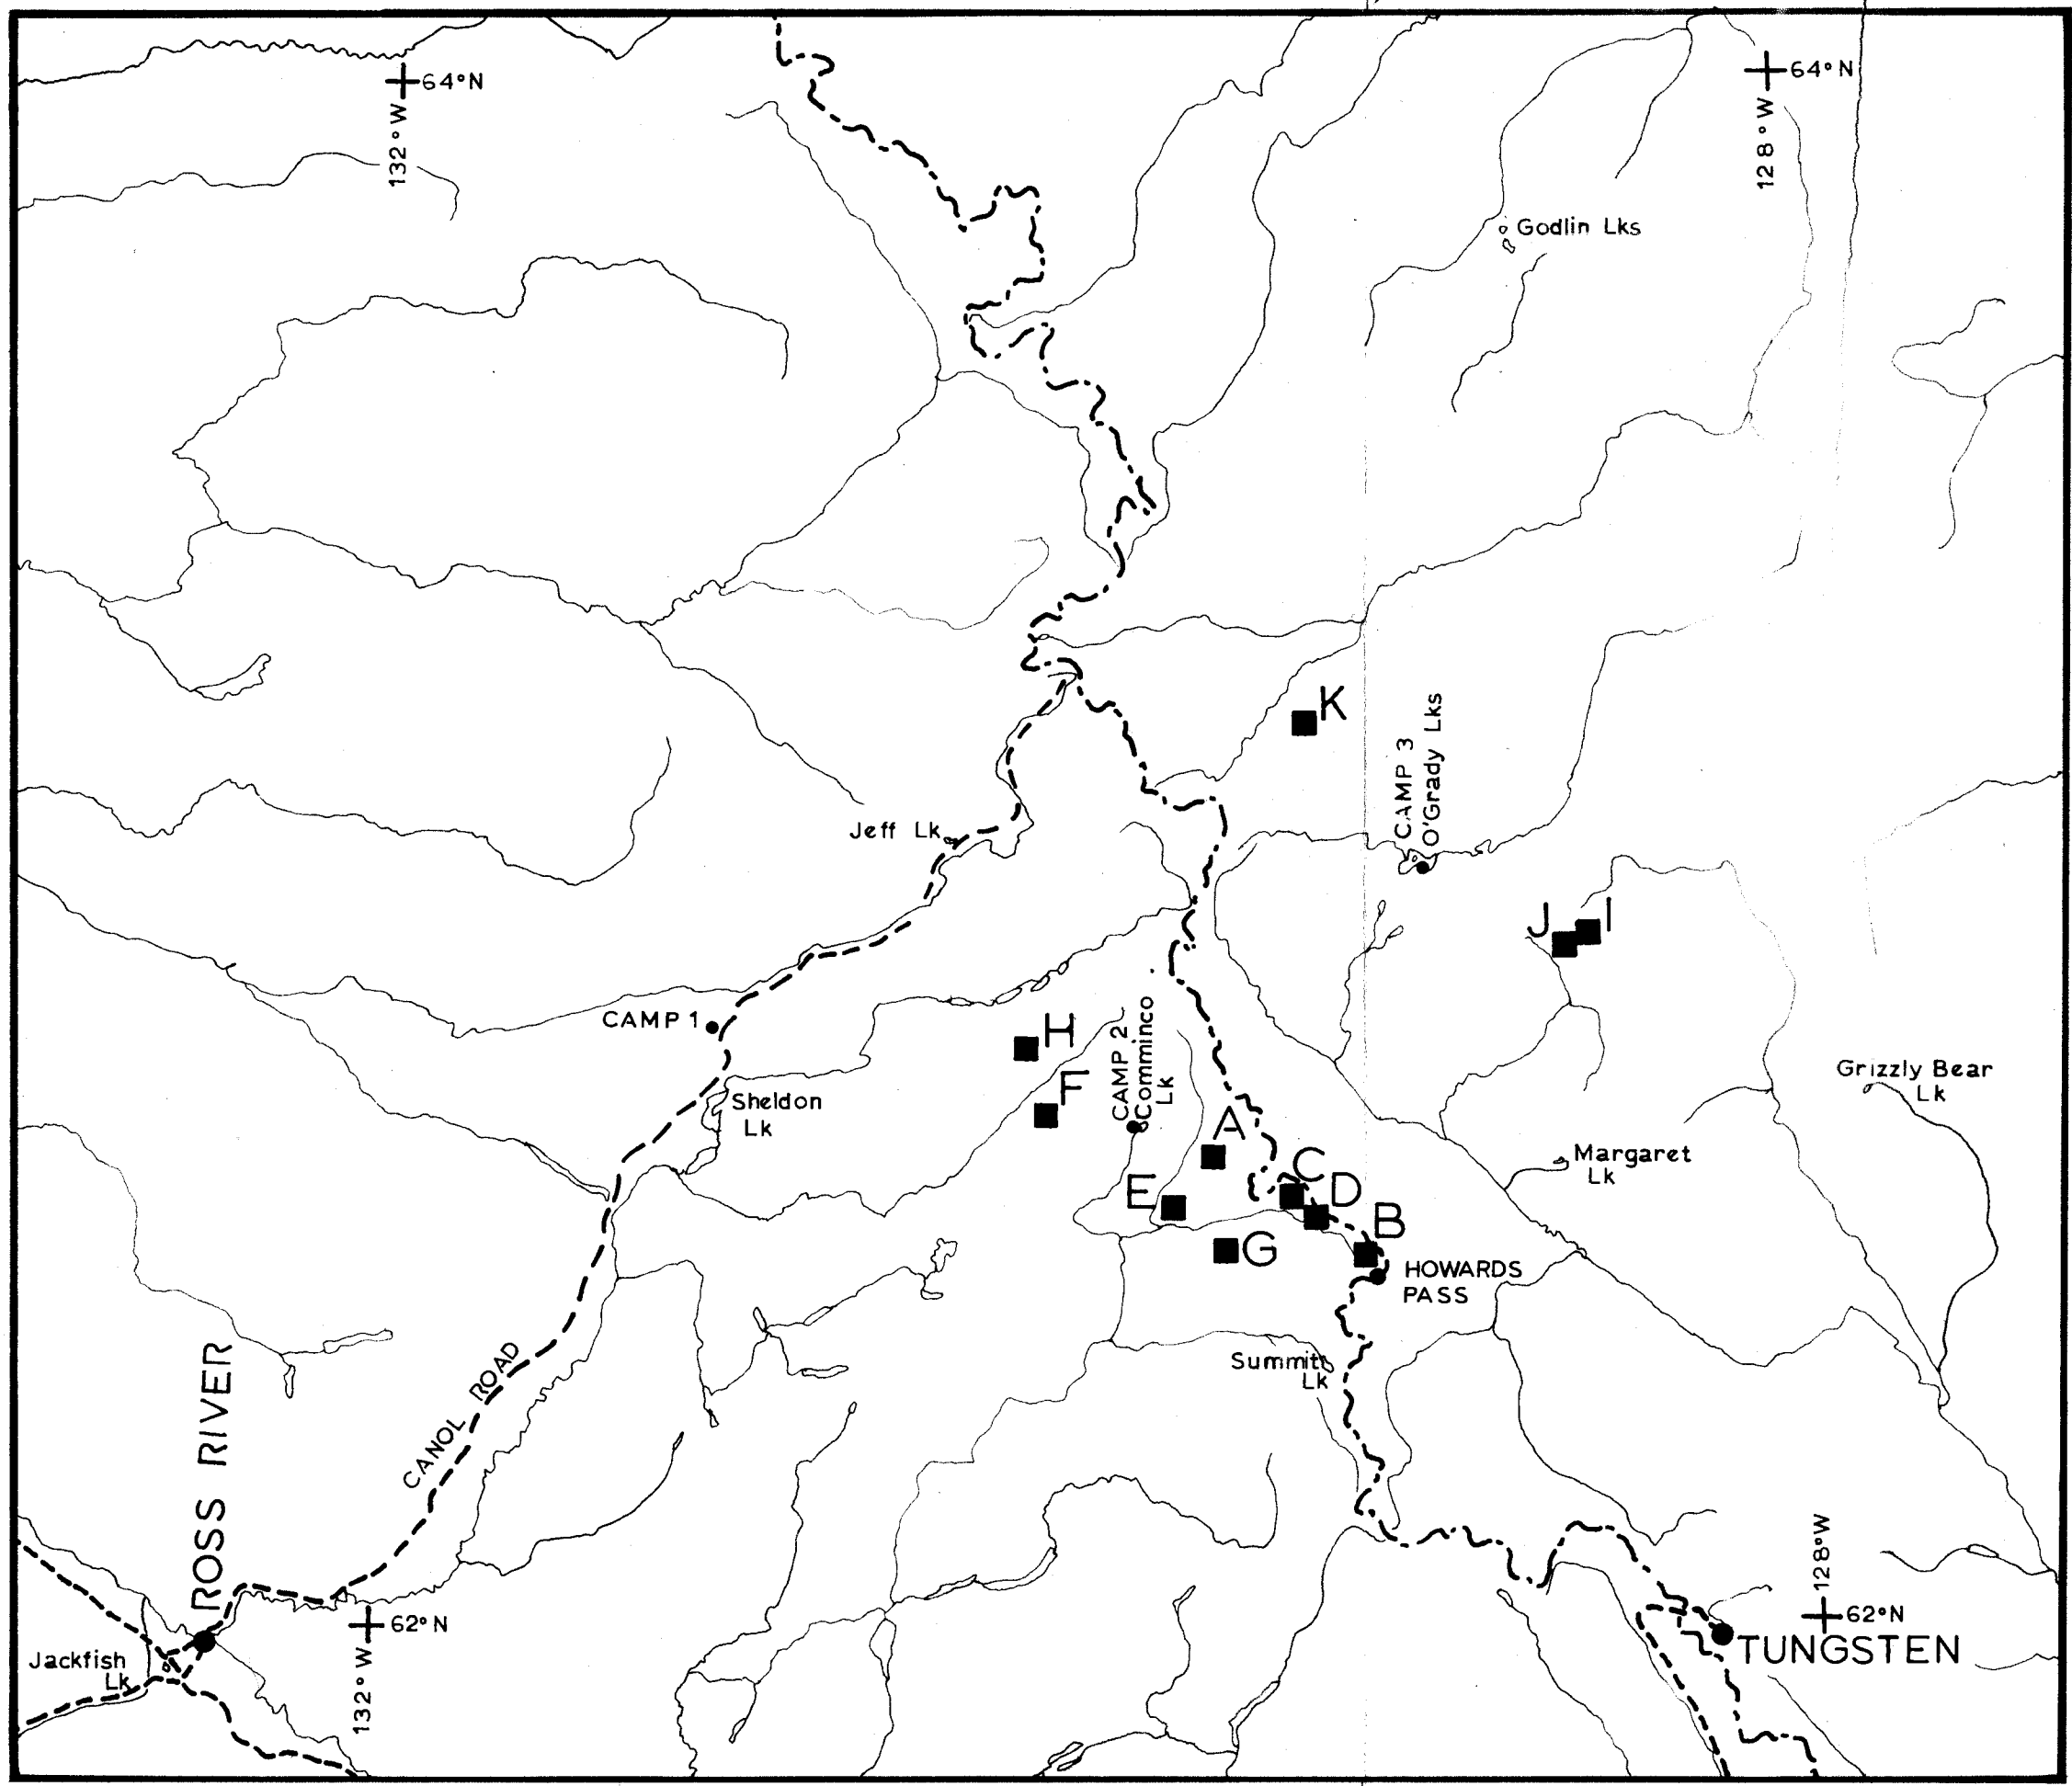 64°N
64°N
132°W
128°W
Godlin Lks
K
CAMP 3
O'Grady Lks
Jeff Lk
J
I
CAMP 1
H
CAMP 2
Comminco
Lk
F
Sheldon
Lk
Grizzly Bear
Lk
A
Margaret
Lk
C
D
E
B
G
HOWARDS
PASS
Summit
Lk
CANOL ROAD
ROSS RIVER
128°W
62°N
62°N
132°W
TUNGSTEN
Jackfish
Lk